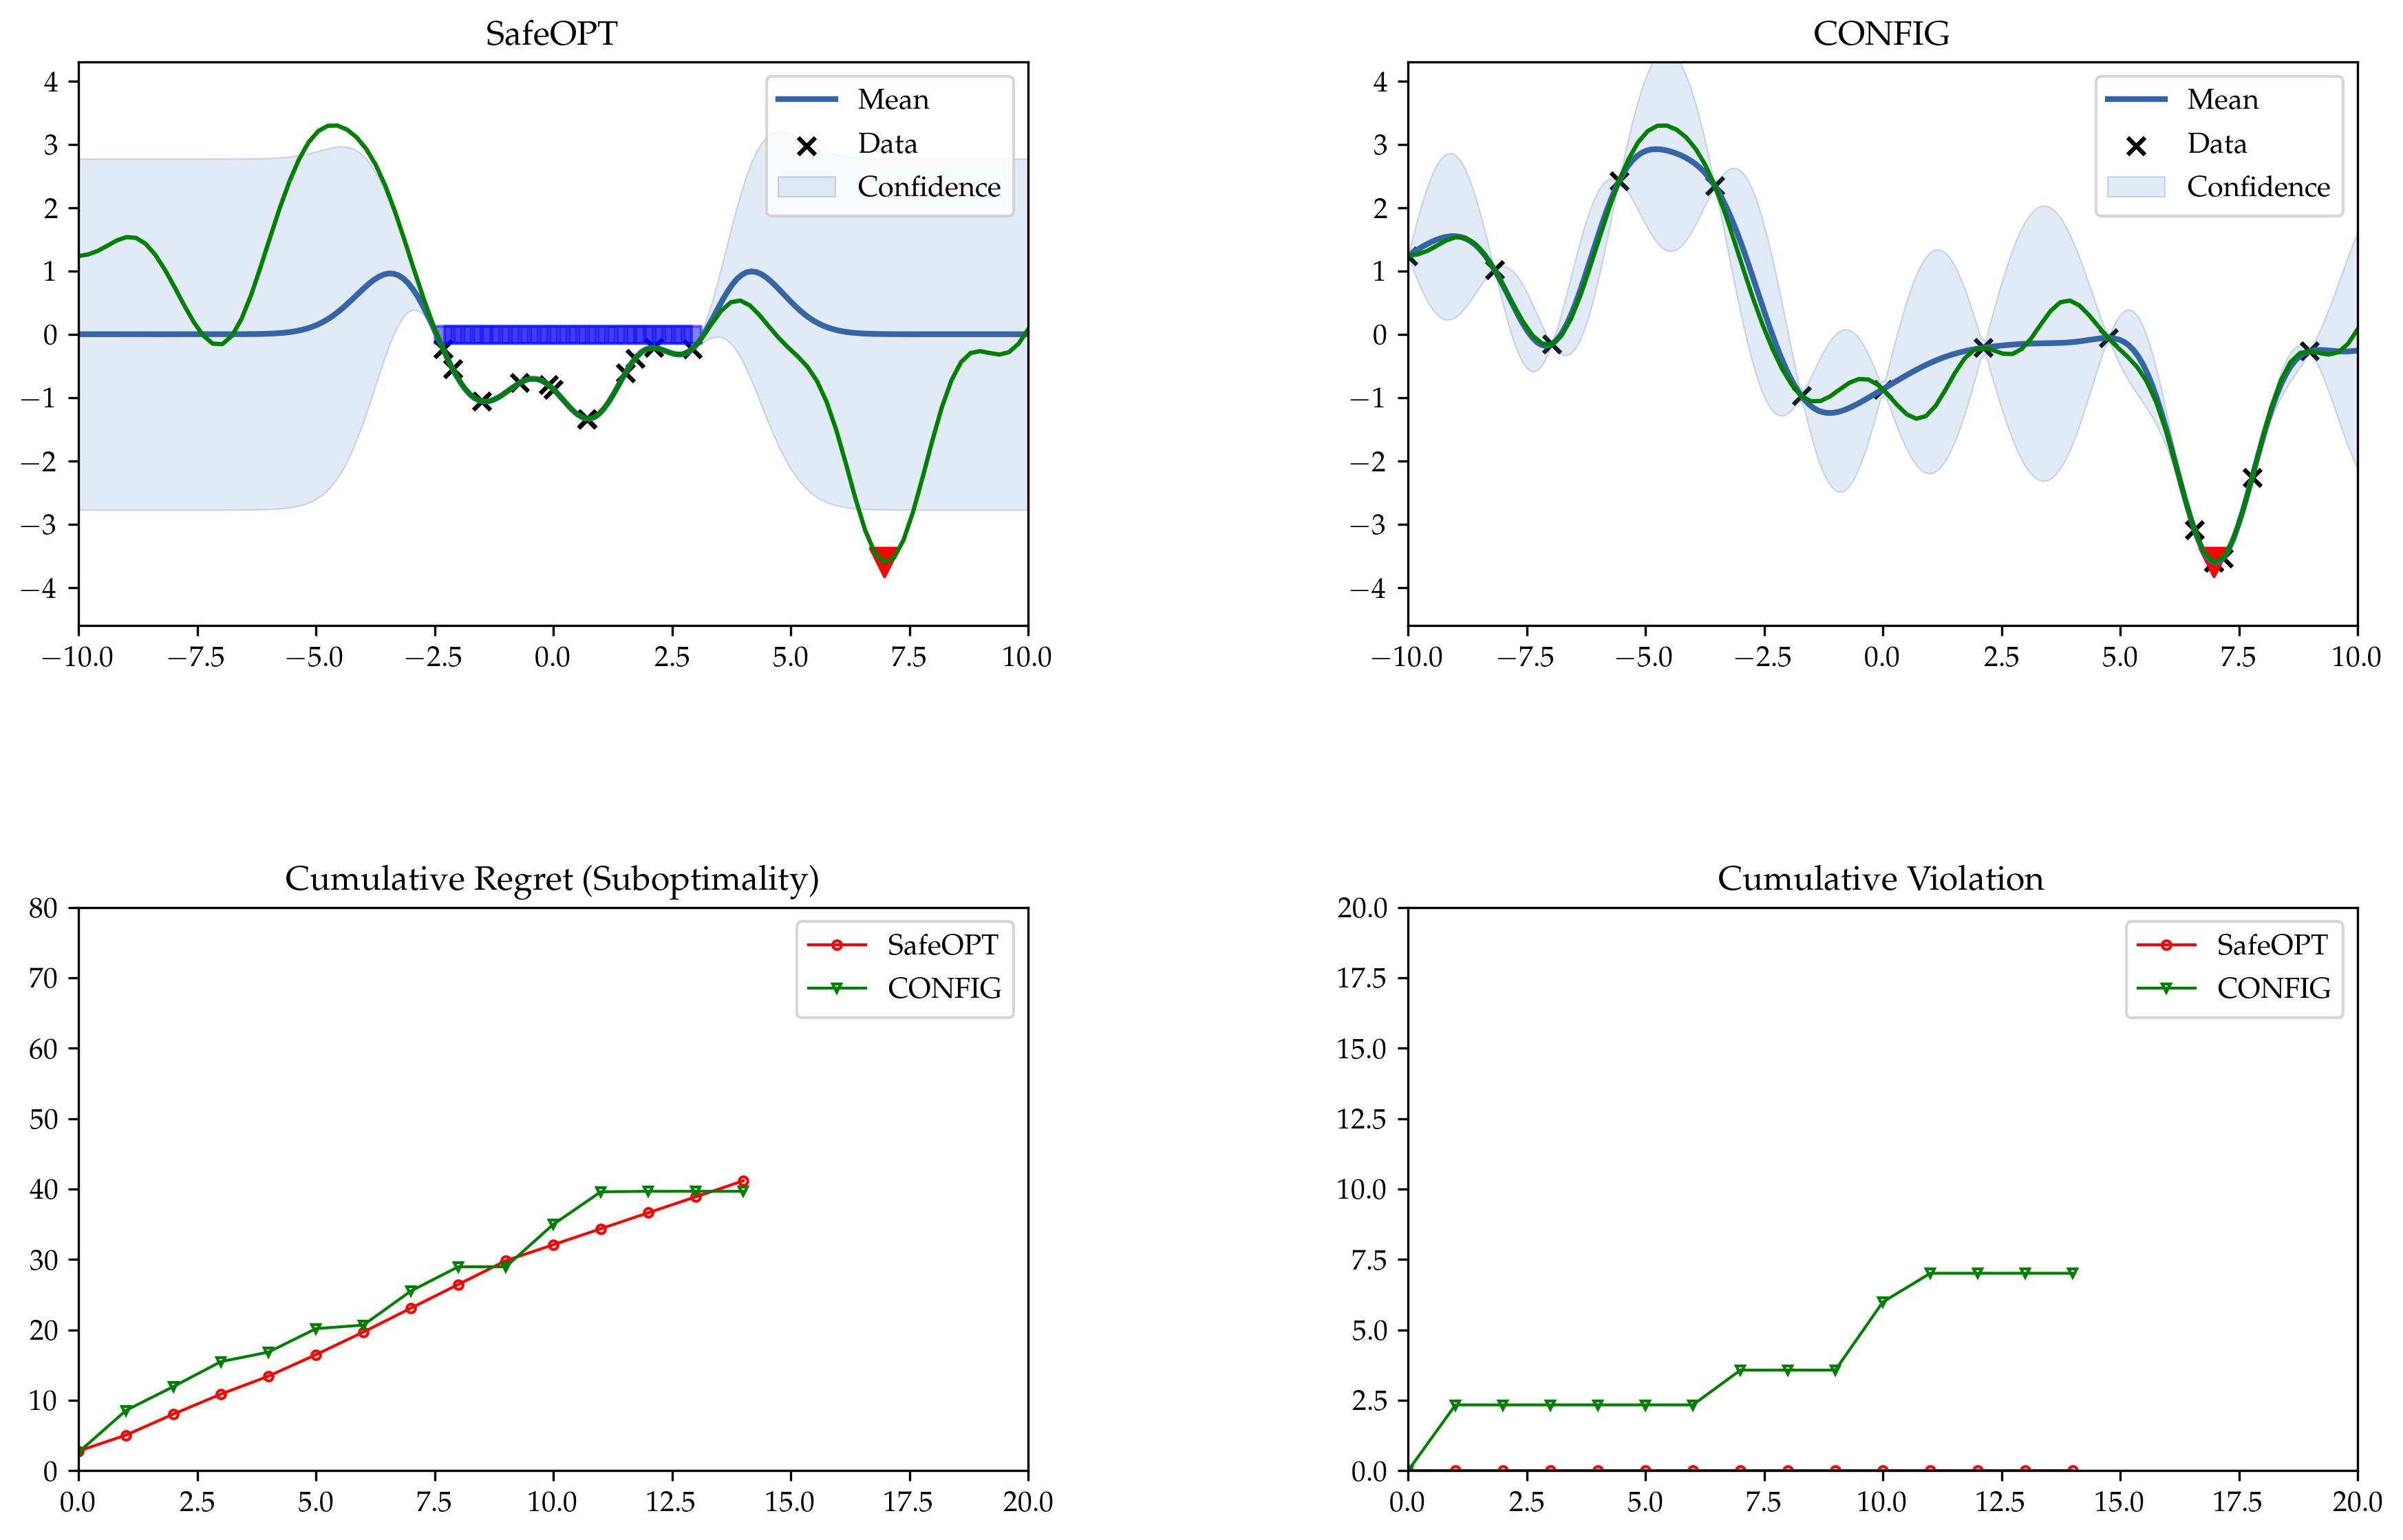 SafeOPT
4
3
2
1
0
−1
−2
−3
−4
Mean
Data
Confidence
−10.0 −7.5 −5.0 −2.5 0.0 2.5 5.0 7.5 10.0
CONFIG
4
3
2
1
0
−1
−2
−3
−4
Mean
Data
Confidence
−10.0 −7.5 −5.0 −2.5 0.0 2.5 5.0 7.5 10.0
Cumulative Regret (Suboptimality)
80
70
60
50
40
30
20
10
0
SafeOPT
CONFIG
0.0 2.5 5.0 7.5 10.0 12.5 15.0 17.5 20.0
Cumulative Violation
20.0
17.5
15.0
12.5
10.0
7.5
5.0
2.5
0.0
SafeOPT
CONFIG
0.0 2.5 5.0 7.5 10.0 12.5 15.0 17.5 20.0